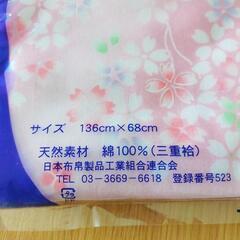 サイズ 136cm×68cm
天然素材 綿100%(三重袷)
日本布帛製品工業組合連合会
TEL 03-3669-6618 登録番号523